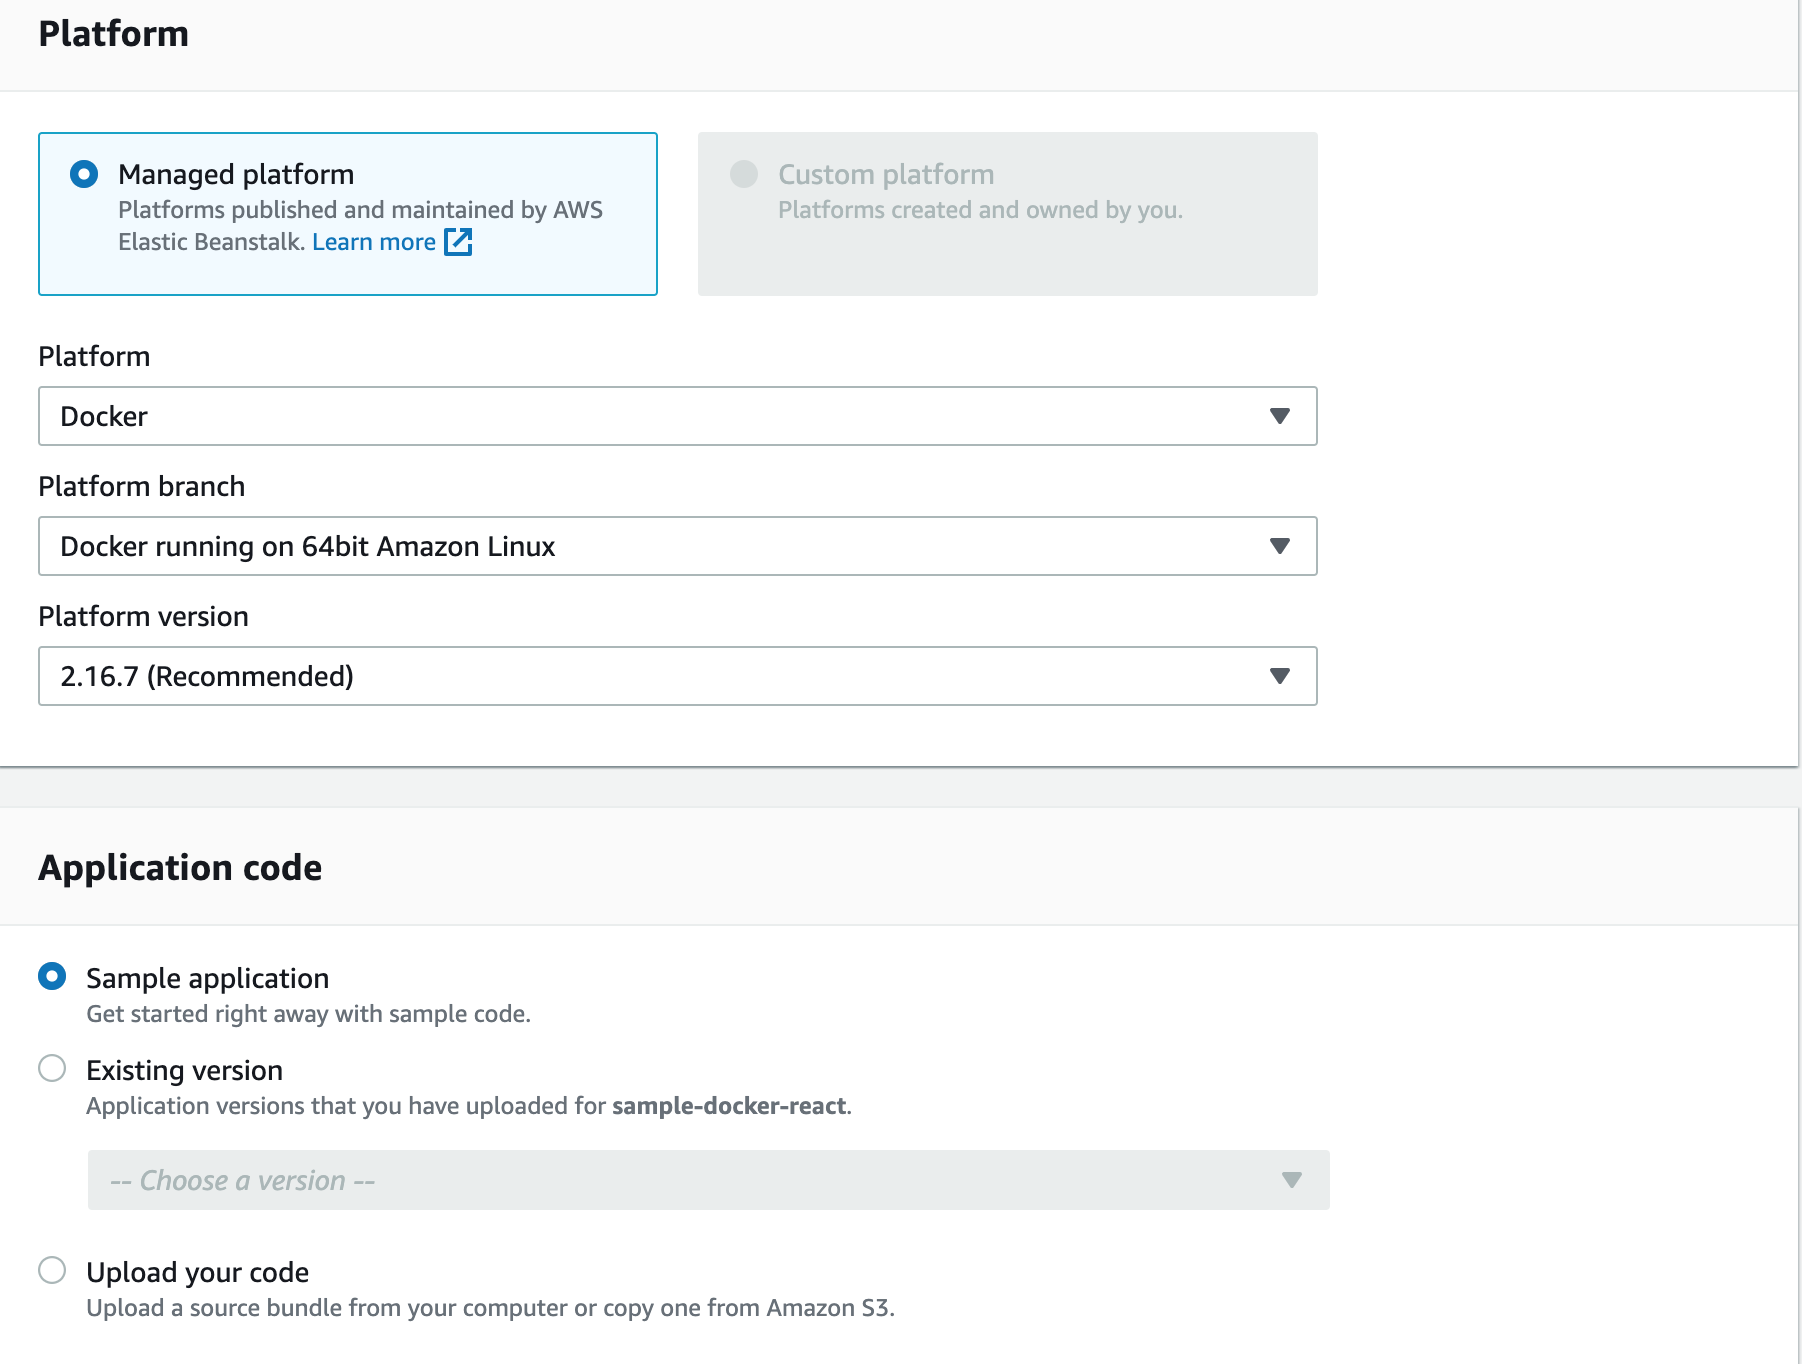 Platform
Managed platform
Platforms published and maintained by AWS
Elastic Beanstalk. Learn more
Custom platform
Platforms created and owned by you.
Platform
Docker
Platform branch
Docker running on 64bit Amazon Linux
Platform version
2.16.7 (Recommended)
Application code
Sample application
Get started right away with sample code.
Existing version
Application versions that you have uploaded for sample-docker-react.
-- Choose a version --
Upload your code
Upload a source bundle from your computer or copy one from Amazon S3.